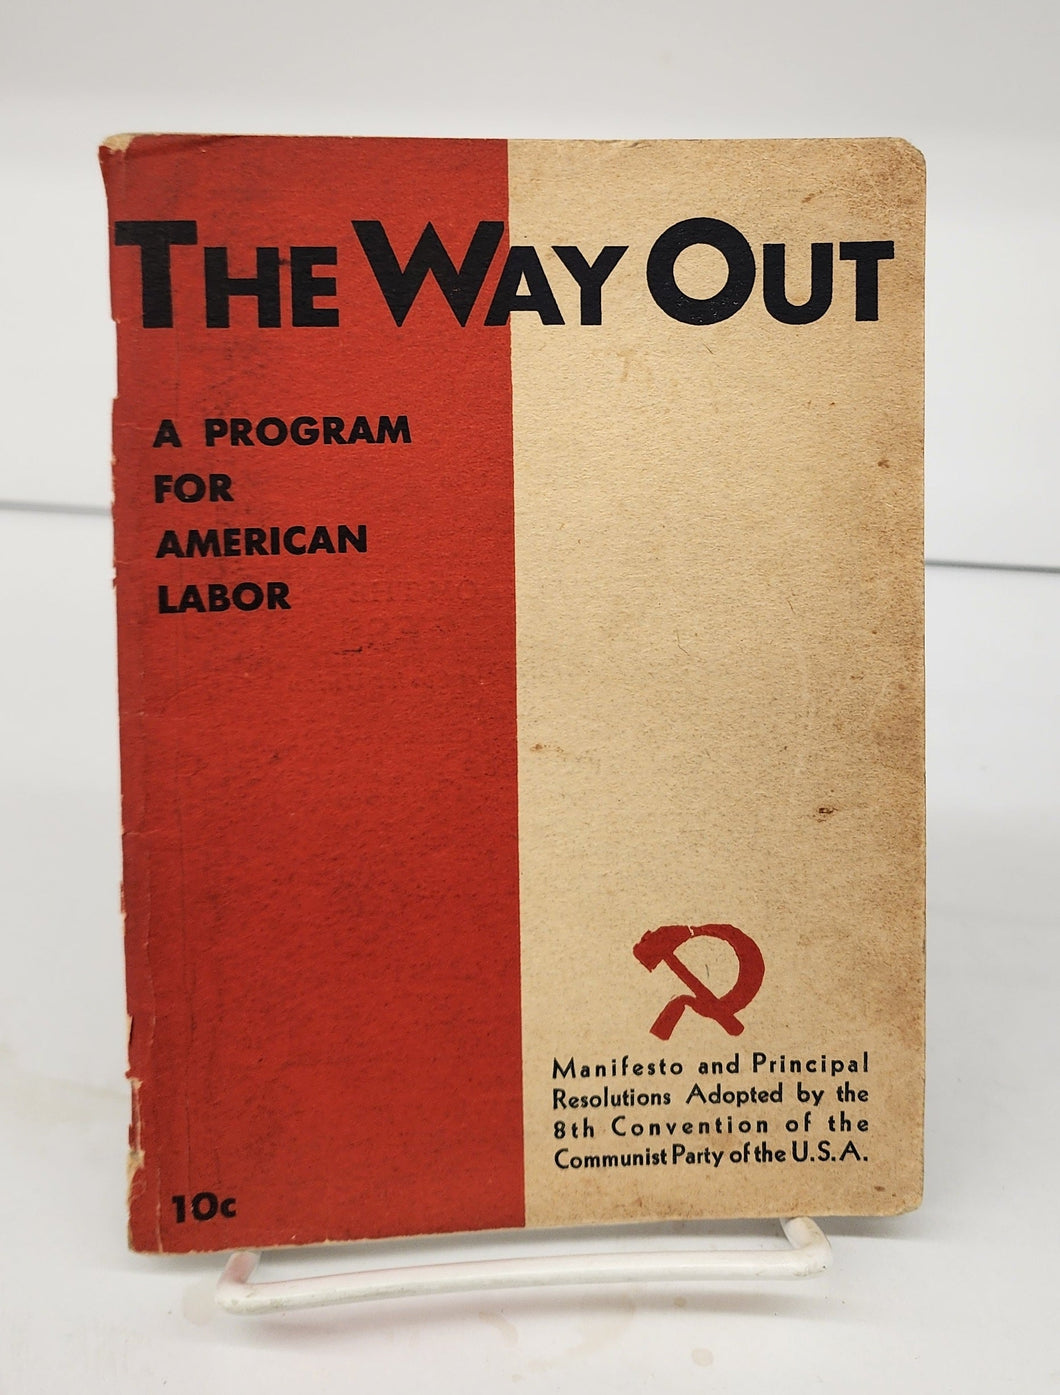 THE WAY OUT
A PROGRAM
FOR
AMERICAN
LABOR
Manifesto and Principal
Resolutions Adopted by the
8th Convention of the
Communist Party of the U.S.A.
10c